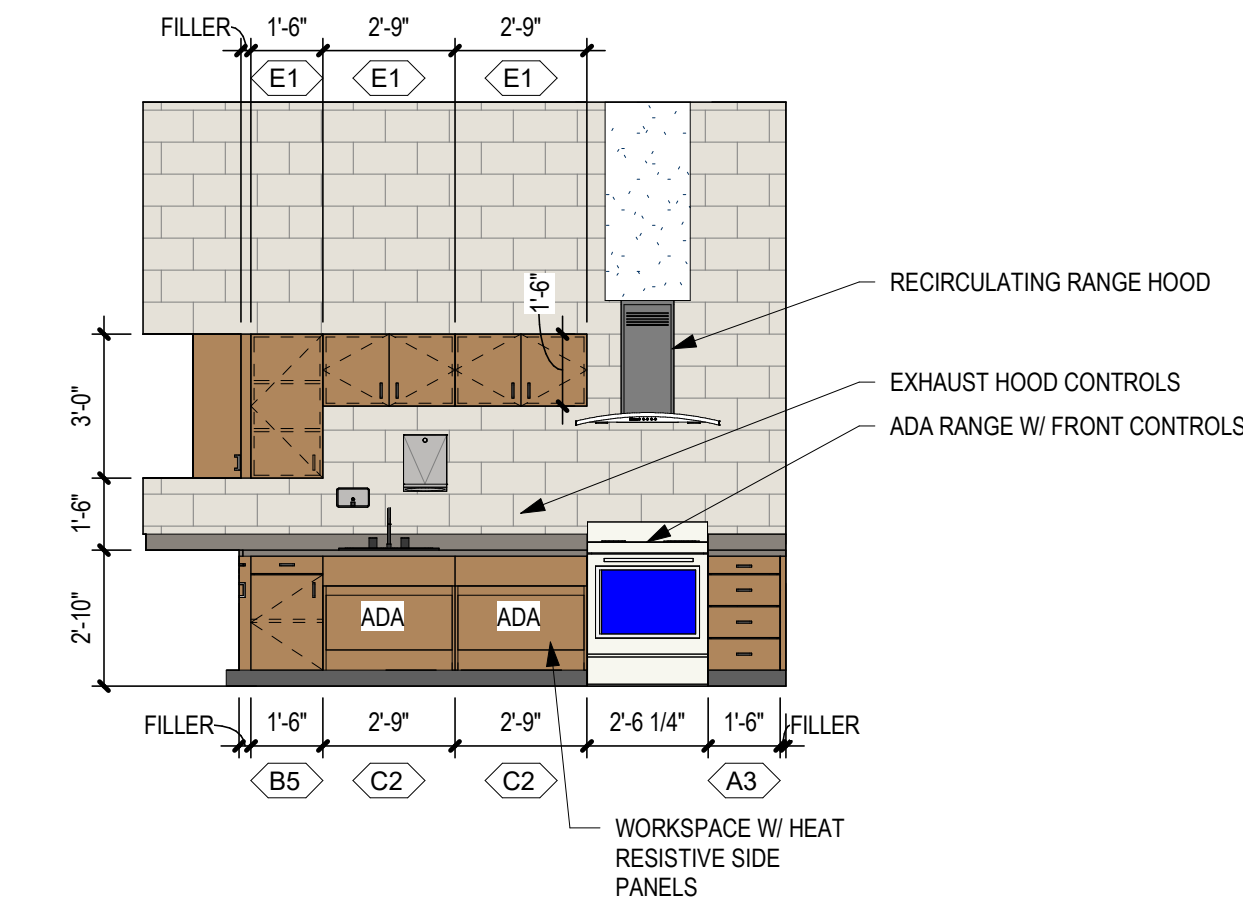 FILLER 1'-6" 2'-9" 2'-9"
E1 E1 E1
1'-6"
RECIRCULATING RANGE HOOD
EXHAUST HOOD CONTROLS
ADA RANGE W/ FRONT CONTROLS
3'-0"
1'-6"
2'-10"
ADA ADA
FILLER 1'-6" 2'-9" 2'-9" 2'-6 1/4" 1'-6" FILLER
B5 C2 C2 A3
WORKSPACE W/ HEAT
RESISTIVE SIDE
PANELS